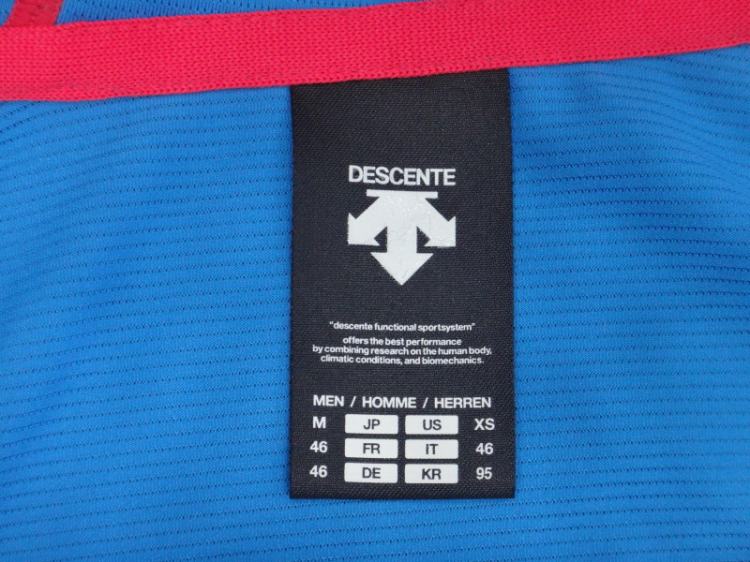 DESCENTE
"descente functional sportsystem"
offers the best performance
by combining research on the human body,
climatic conditions, and biomechanics.
MEN / HOMME / HERREN
M JP US XS
46 FR IT 46
46 DE KR 95